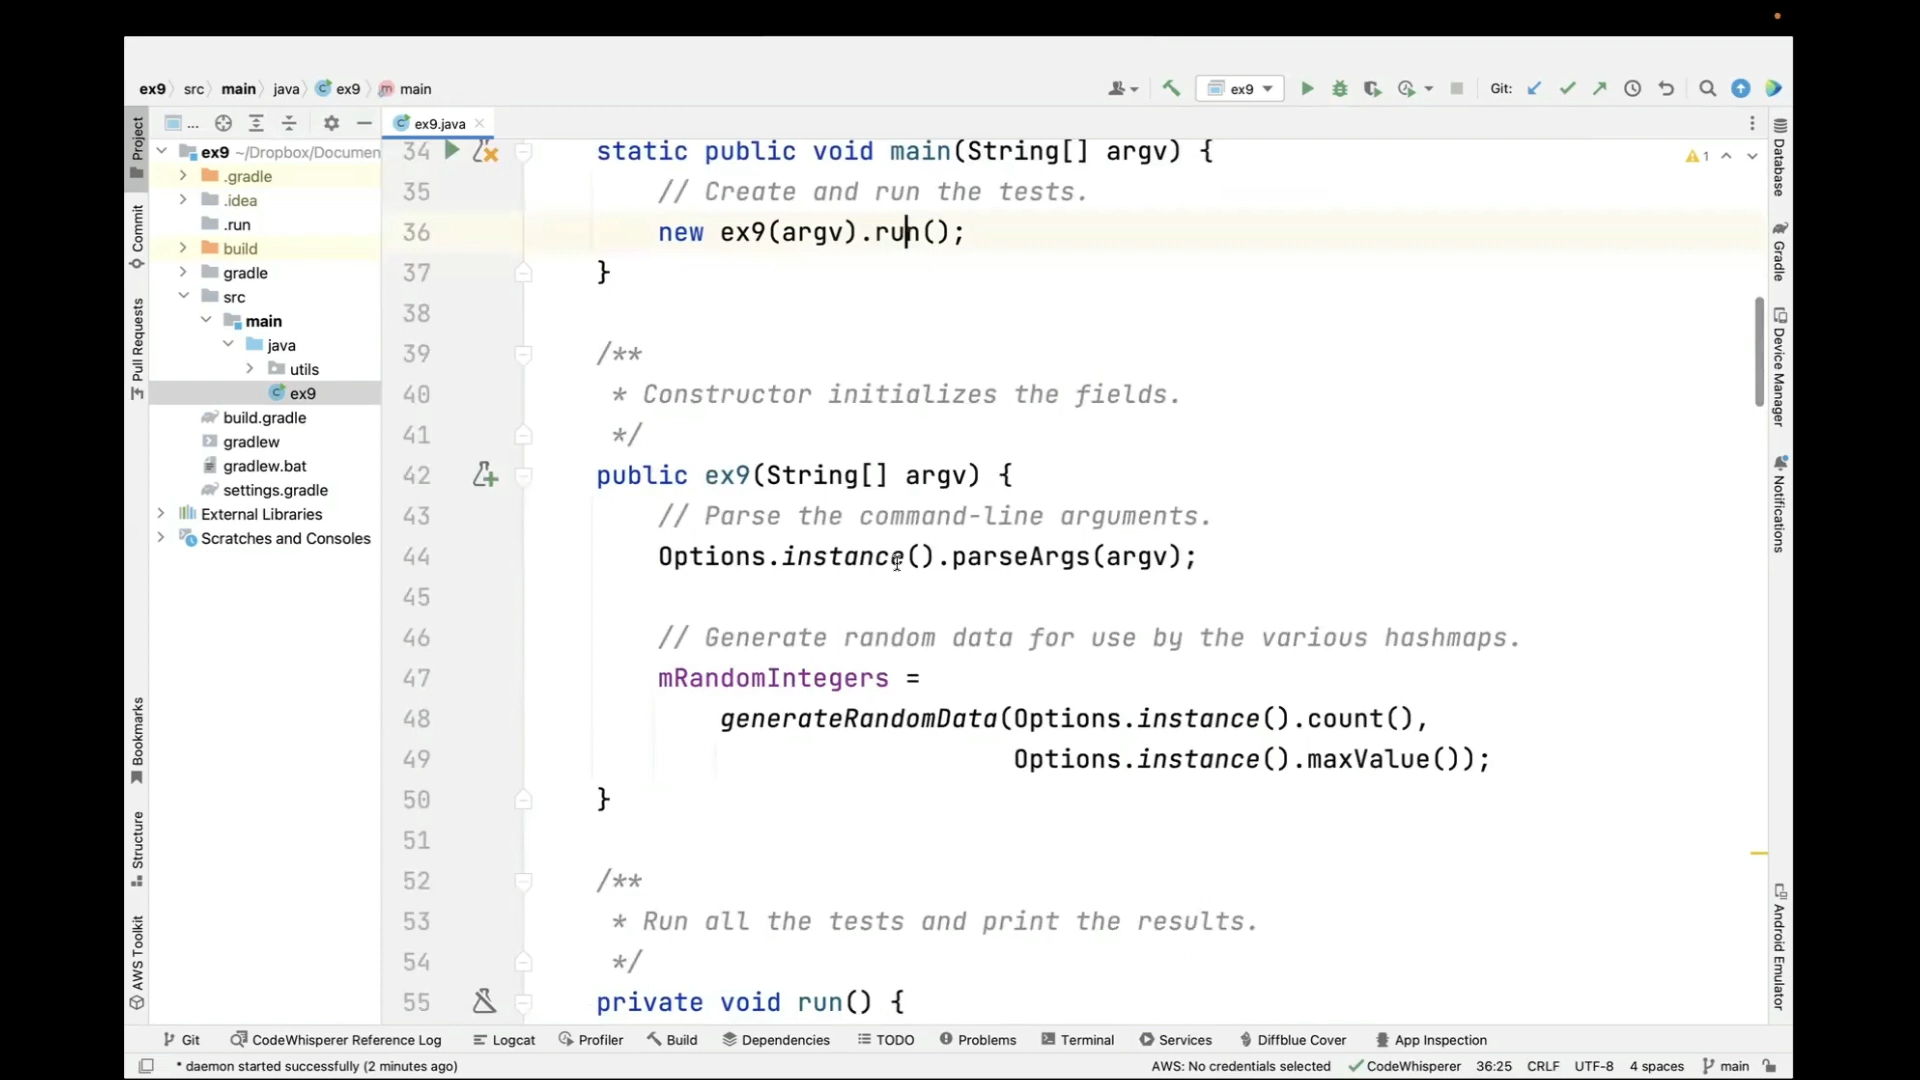 ex9 src main java ex9 main
ex9
Git:
...
ex9.java
Project
Commit
Pull Requests
Bookmarks
Structure
AWS Toolkit
ex9 ~/Dropbox/Documen
.gradle
.idea
.run
build
gradle
src
main
java
utils
ex9
build.gradle
gradlew
gradlew.bat
settings.gradle
External Libraries
Scratches and Consoles
34 static public void main(String[] argv) {
35 // Create and run the tests.
36 new ex9(argv).run();
37 }
38
39 /**
40 * Constructor initializes the fields.
41 */
42 public ex9(String[] argv) {
43 // Parse the command-line arguments.
44 Options.instance().parseArgs(argv);
45
46 // Generate random data for use by the various hashmaps.
47 mRandomIntegers =
48 generateRandomData(Options.instance().count(),
49 Options.instance().maxValue());
50 }
51
52 /**
53 * Run all the tests and print the results.
54 */
55 private void run() {
1
Database
Gradle
Device Manager
Notifications
Android Emulator
Git CodeWhisperer Reference Log Logcat Profiler Build Dependencies TODO Problems Terminal Services Diffblue Cover App Inspection
* daemon started successfully (2 minutes ago) AWS: No credentials selected CodeWhisperer 36:25 CRLF UTF-8 4 spaces main